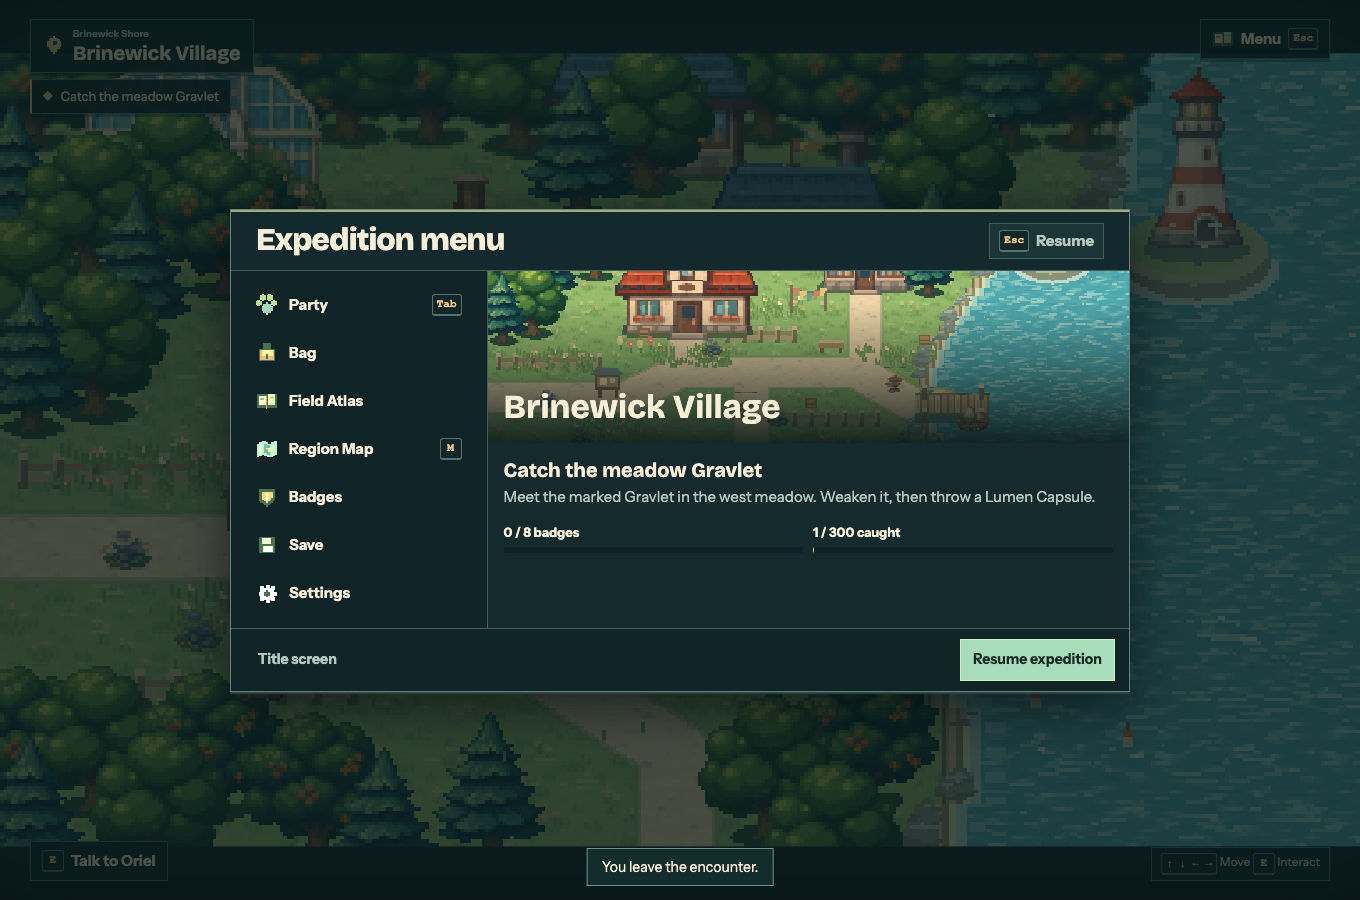 Brinewick Shore
Brinewick Village
Menu Esc
Catch the meadow Gravlet
Expedition menu
Esc Resume
Party Tab
Bag
Field Atlas
Region Map M
Badges
Save
Settings
Brinewick Village
Catch the meadow Gravlet
Meet the marked Gravlet in the west meadow. Weaken it, then throw a Lumen Capsule.
0 / 8 badges
1 / 300 caught
Title screen
Resume expedition
E Talk to Oriel
You leave the encounter.
↑ ↓ ← → Move E Interact